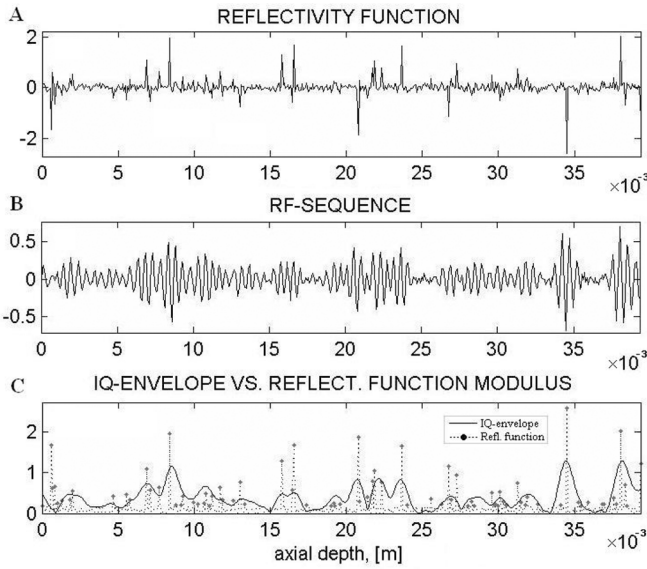 A
REFLECTIVITY FUNCTION
2
0
-2
0 5 10 15 20 25 30 35
×10⁻³
B
RF-SEQUENCE
0.5
0
-0.5
0 5 10 15 20 25 30 35
×10⁻³
C
IQ-ENVELOPE VS. REFLECT. FUNCTION MODULUS
IQ-envelope
Refl. function
2
1
0
0 5 10 15 20 25 30 35
axial depth, [m]
×10⁻³